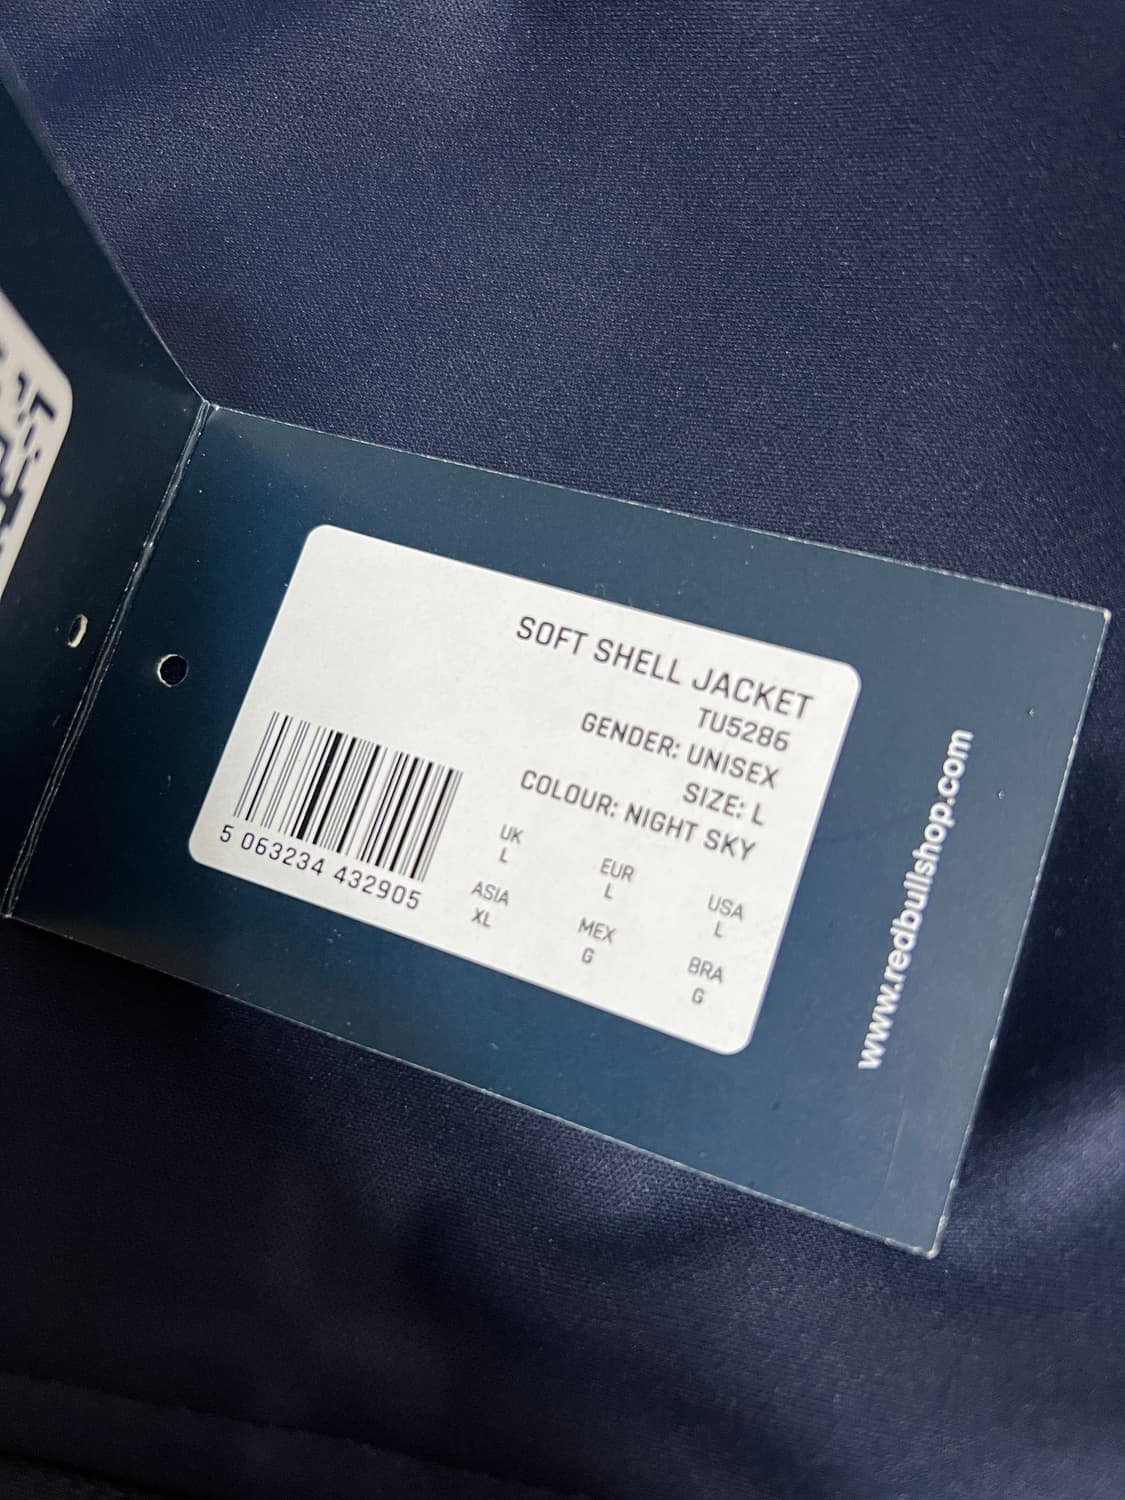 SOFT SHELL JACKET
TU5286
GENDER: UNISEX
SIZE: L
COLOUR: NIGHT SKY
UK EUR USA
L L L
ASIA MEX BRA
XL G G
5 063234 432905
www.redbullshop.com